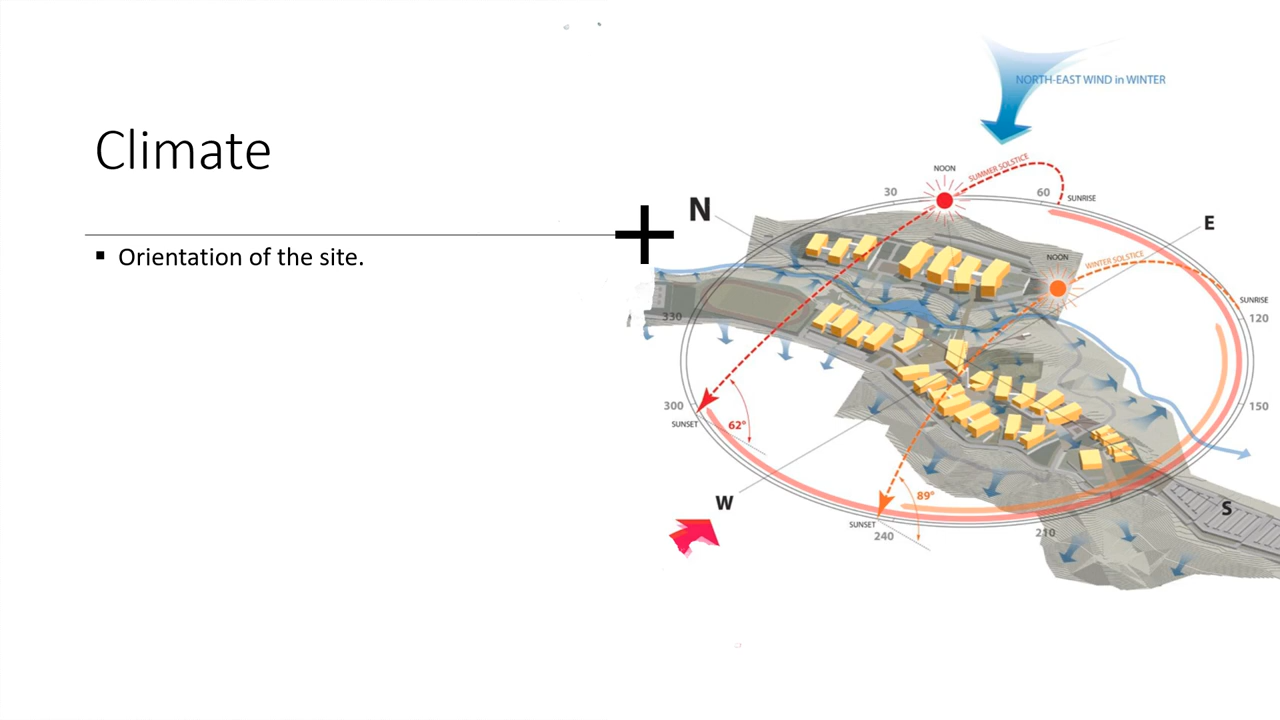 Climate
▪ Orientation of the site.
NORTH-EAST WIND in WINTER
NOON
SUMMER SOLSTICE
30
60
SUNRISE
N
E
NOON
WINTER SOLSTICE
SUNRISE
330
120
300
SUNSET
62°
150
W
89°
SUNSET
240
210
S